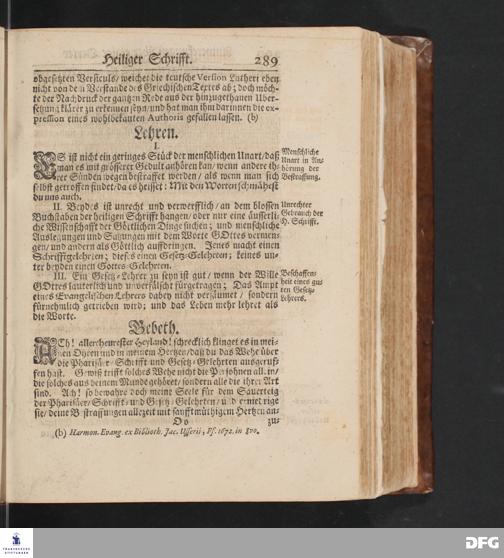 Heiliger Schrifft. 289
obgesetzten Versiculs/ weichet die teutsche Version Lutheri eben
nicht von dem Verstande des Griechischen Textes ab; doch möch-
te der Nachdruck der gantzen Rede aus der hinzugethanen Uber-
setzung klärer zu erkennen seyn/ und hat man ihm darinnen die ex-
pression eines wohlbekanten Authoris gefallen lassen. (b)
Lehren.
I.
ES ist nicht ein geringes Stück der menschlichen Unart/ daß
man es mit grösserer Gedult anhören kan/ wenn andere ih-
rer Sünden wegen bestraffet werden/ als wenn man sich
selbst getroffen findet/ da es heisset: Mit den Worten schmähest
du uns auch.
Menschliche
Unart in An-
hörung der
Bestraffung.
II. Beydes ist unrecht und verwerfflich/ an dem blossen
Buchstaben der heiligen Schrifft hangen/ oder nur eine äusserli-
che Wissenschafft der Göttlichen Dinge suchen; und menschliche
Auslegungen und Satzungen mit dem Worte GOttes vermen-
gen/ und andern als Göttlich auffdringen. Jenes macht einen
Schrifftgelehrten; dieses einen Gesetz-Gelehrten; keines un-
ter beyden einen Gottes-Gelehrten.
Unrechter
Gebrauch der
H. Schrifft.
III. Ein Gesetz-Lehrer zu seyn ist gut/ wenn der Wille
GOttes lauterlich und unverfälscht fürgetragen; Das Ampt
eines Evangelischen Lehrers dabey nicht versäumet/ sondern
fürnehmlich getrieben wird; und das Leben mehr lehret als
die Worte.
Beschaffen-
heit eines gu-
ten Gesetz-
Lehrers.
Gebeth.
ACh! allertheurester Heyland! schrecklich klinget es in mei-
nen Ohren und in meinem Hertzen/ daß du das Wehe über
die Pharisäer/ Schrifft und Gesetz-Gelehrten ausgeruf-
fen hast. Gewiß trifft solches Wehe nicht die Personen allein/
die solches aus deinem Munde gehöret/ sondern alle die ihrer Art
sind. Ach! so bewahre doch meine Seele für dem Sauerteig
der Pharisäer/ Schrifft- und Gesetz-Gelehrten/ und erniedrige
sie/ deine Bestraffungen allezeit mit sanfftmüthigem Hertzen an-
Oo zu-
(b) Harmon. Evang. ex Biblioth. Jac. Usserii, 1672. in 8vo.
FRANCKESCHE
STIFTUNGEN
DFG